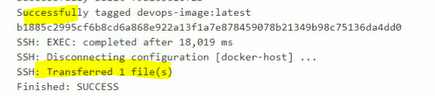 Successfully tagged devops-image:latest
b1885c2995cf6b8cd6a868e922a13f1a7e878459078b21349b98c75136da4dd0
SSH: EXEC: completed after 18,019 ms
SSH: Disconnecting configuration [docker-host] ...
SSH: Transferred 1 file(s)
Finished: SUCCESS